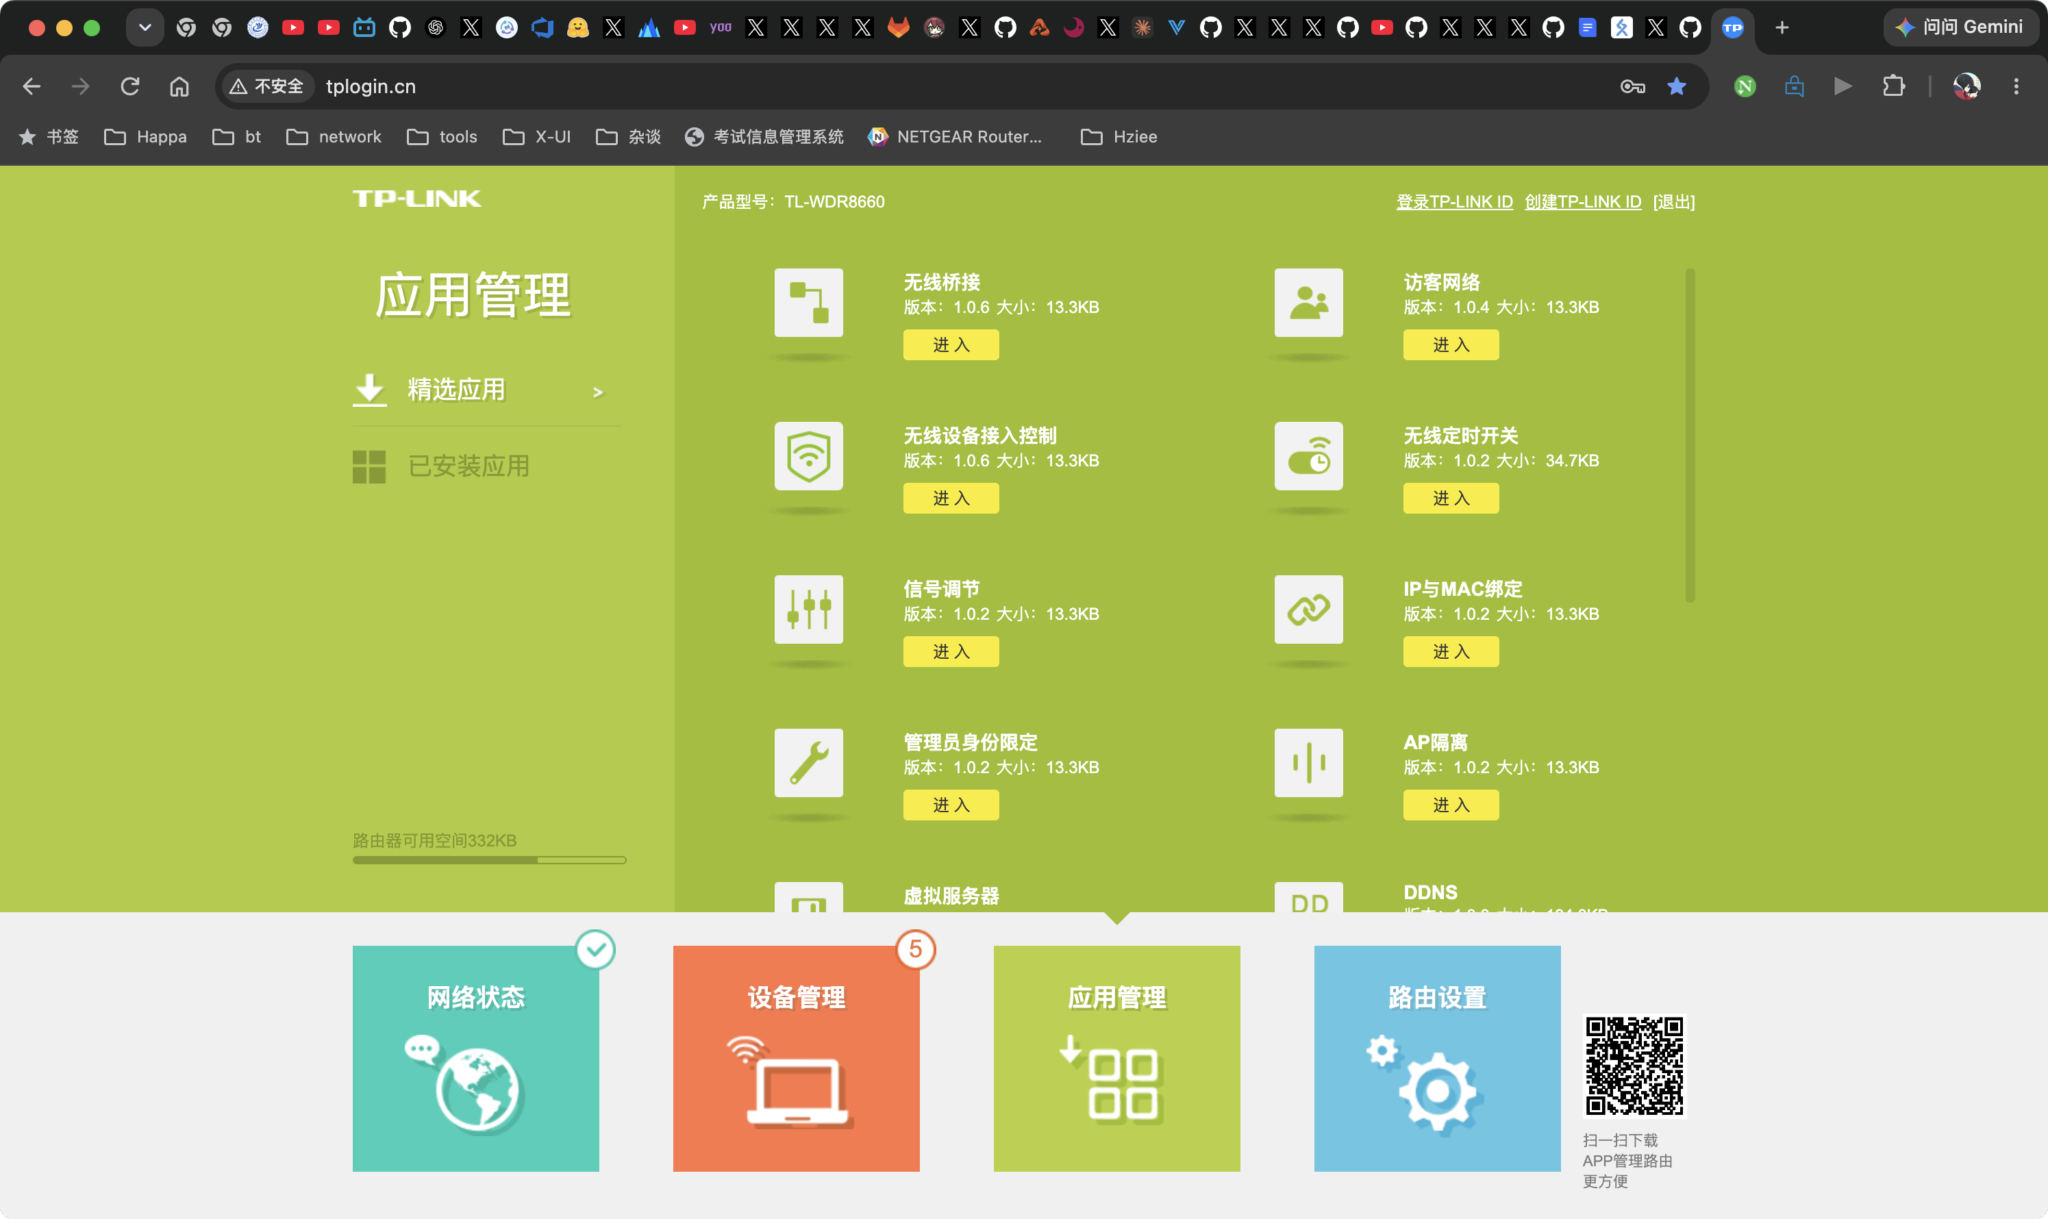 yoo
TP
+
问问 Gemini
不安全
tplogin.cn
N
书签
Happa
bt
network
tools
X-UI
杂谈
考试信息管理系统
N
NETGEAR Router...
Hziee
TP-LINK
产品型号：TL-WDR8660
登录TP-LINK ID 创建TP-LINK ID [退出]
应用管理
精选应用 >
已安装应用
路由器可用空间332KB
无线桥接
版本：1.0.6 大小：13.3KB
进 入
访客网络
版本：1.0.4 大小：13.3KB
进 入
无线设备接入控制
版本：1.0.6 大小：13.3KB
进 入
无线定时开关
版本：1.0.2 大小：34.7KB
进 入
信号调节
版本：1.0.2 大小：13.3KB
进 入
IP与MAC绑定
版本：1.0.2 大小：13.3KB
进 入
管理员身份限定
版本：1.0.2 大小：13.3KB
进 入
AP隔离
版本：1.0.2 大小：13.3KB
进 入
虚拟服务器
DD
DDNS
网络状态
5
设备管理
应用管理
路由设置
扫一扫下载
APP管理路由
更方便